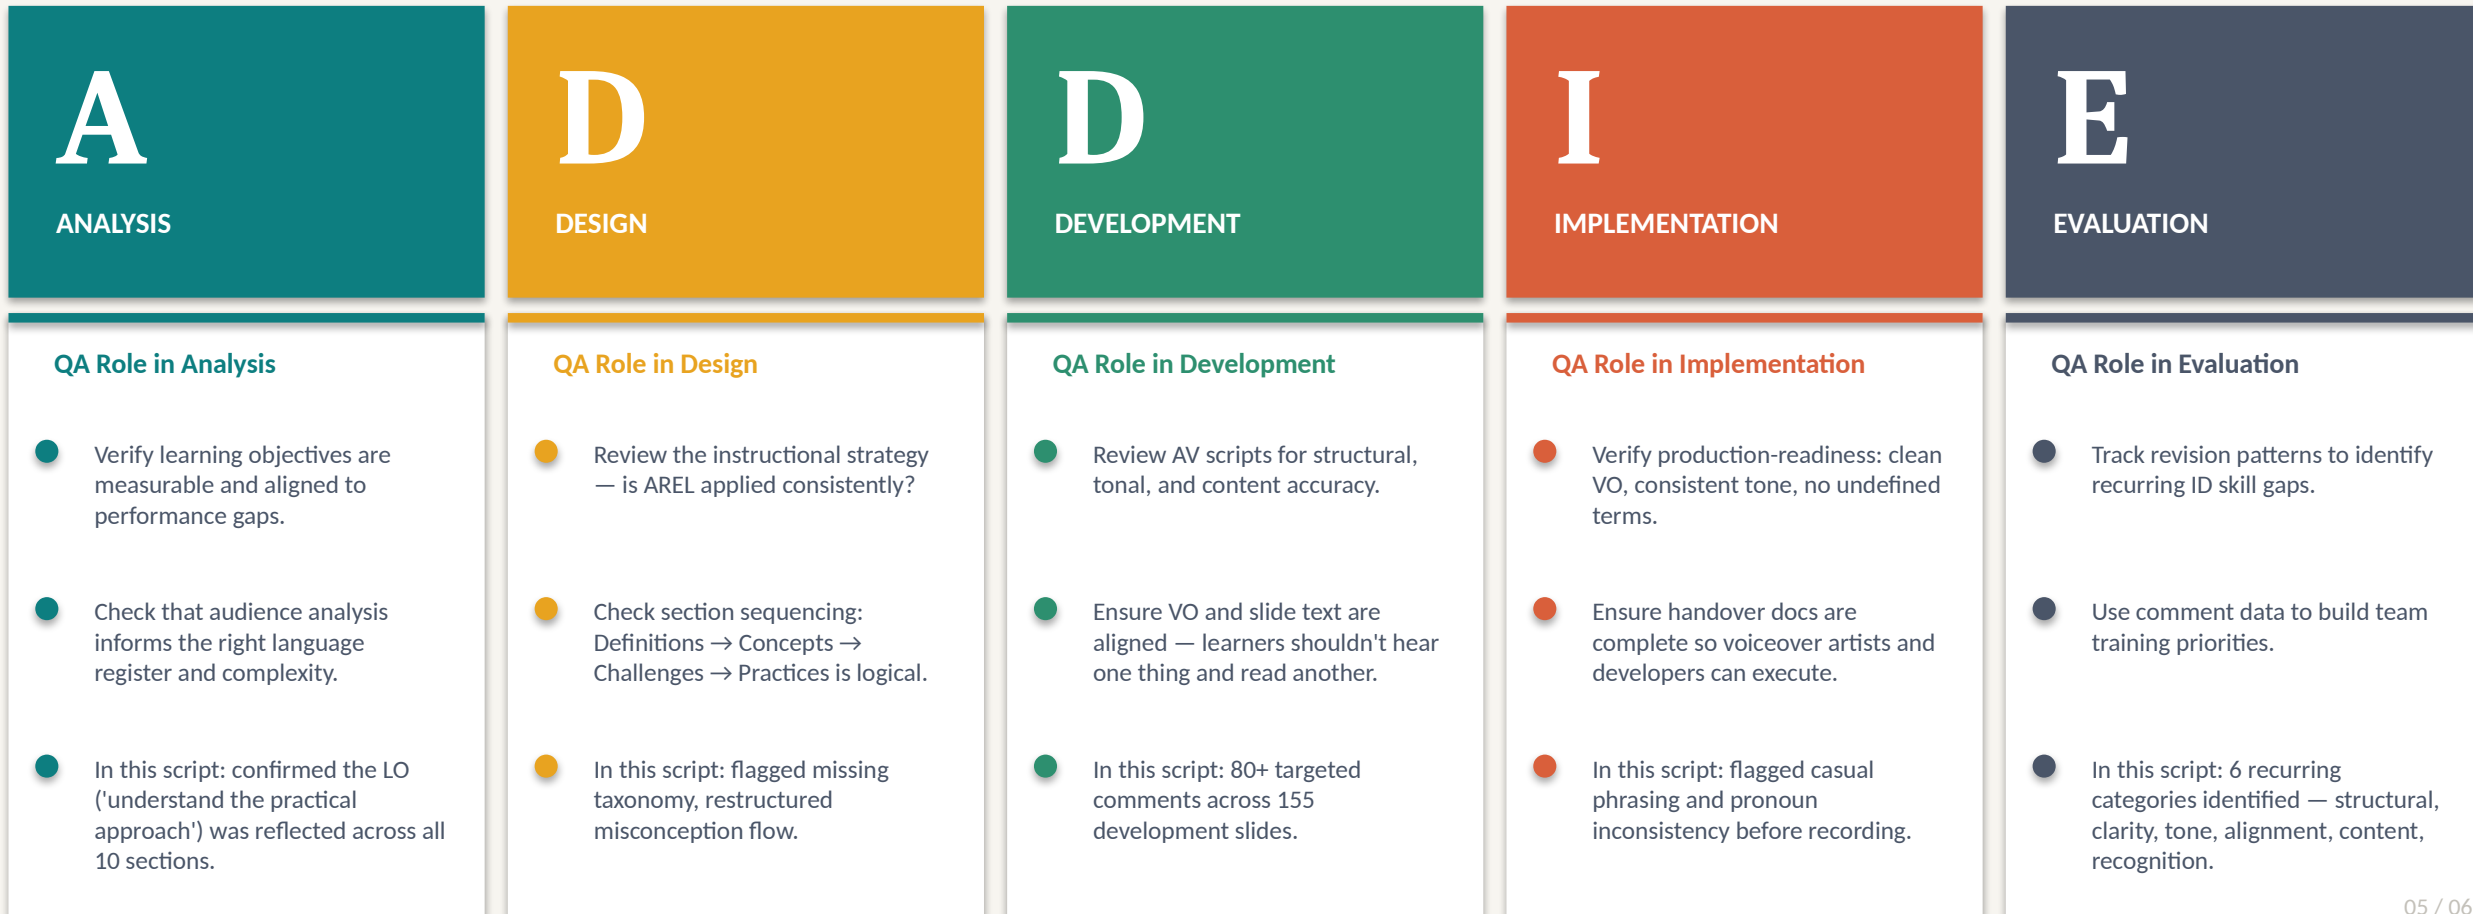 A
ANALYSIS
QA Role in Analysis
Verify learning objectives are
measurable and aligned to
performance gaps.
Check that audience analysis
informs the right language
register and complexity.
In this script: confirmed the LO
('understand the practical
approach') was reflected across all
10 sections.
D
DESIGN
QA Role in Design
Review the instructional strategy
— is AREL applied consistently?
Check section sequencing:
Definitions → Concepts →
Challenges → Practices is logical.
In this script: flagged missing
taxonomy, restructured
misconception flow.
D
DEVELOPMENT
QA Role in Development
Review AV scripts for structural,
tonal, and content accuracy.
Ensure VO and slide text are
aligned — learners shouldn't hear
one thing and read another.
In this script: 80+ targeted
comments across 155
development slides.
I
IMPLEMENTATION
QA Role in Implementation
Verify production-readiness: clean
VO, consistent tone, no undefined
terms.
Ensure handover docs are
complete so voiceover artists and
developers can execute.
In this script: flagged casual
phrasing and pronoun
inconsistency before recording.
E
EVALUATION
QA Role in Evaluation
Track revision patterns to identify
recurring ID skill gaps.
Use comment data to build team
training priorities.
In this script: 6 recurring
categories identified — structural,
clarity, tone, alignment, content,
recognition.
05 / 06